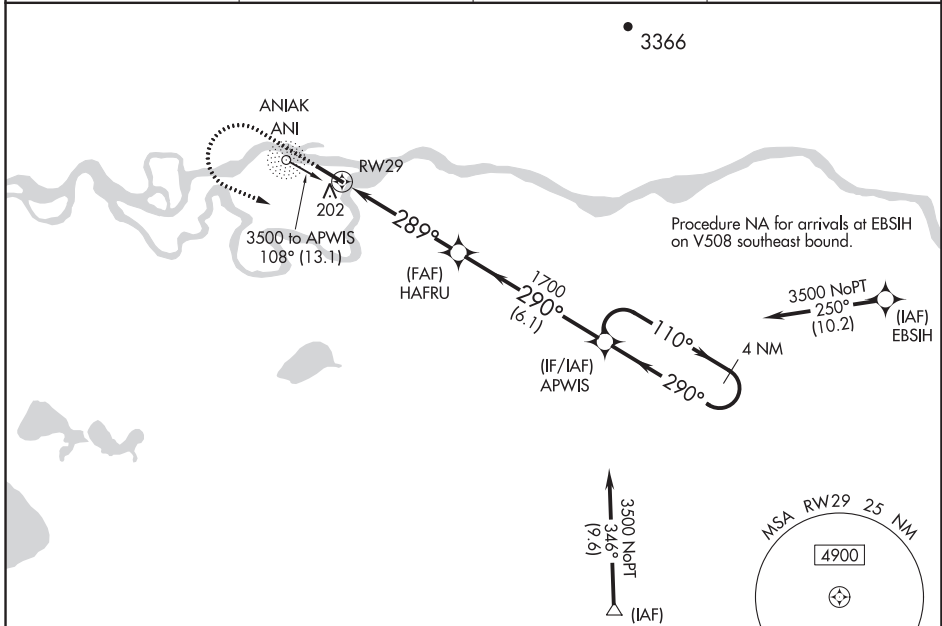 3366
ANIAK
ANI
RW29
202
3500 to APWIS
108° (13.1)
289°
(FAF)
HAFRU
1700
290°
(6.1)
Procedure NA for arrivals at EBSIH
on V508 southeast bound.
3500 NoPT
250°
(10.2)
(IAF)
EBSIH
110°
4 NM
290°
(IF/IAF)
APWIS
3500 NoPT
346°
(9.6)
(IAF)
MSA RW29 25 NM
4900